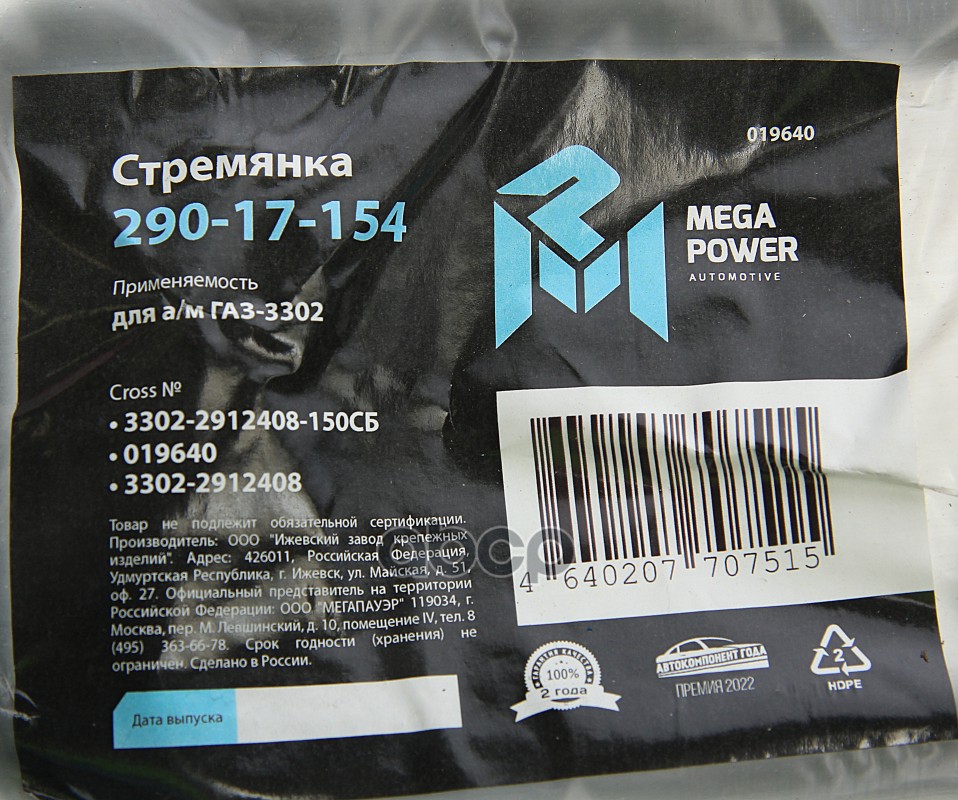 019640
Стремянка
290-17-154
MEGA
POWER
AUTOMOTIVE
Применяемость
для а/м ГАЗ-3302
Cross №
• 3302-2912408-150СБ
• 019640
• 3302-2912408
Товар не подлежит обязательной сертификации.
Производитель: ООО "Ижевский завод крепежных
изделий". Адрес: 426011, Российская Федерация,
Удмуртская Республика, г. Ижевск, ул. Майская, д. 51,
оф. 27. Официальный представитель на территории
Российской Федерации: ООО "МЕГАПАУЭР" 119034, г.
Москва, пер. М. Левшинский, д. 10, помещение IV, тел. 8
(495) 363-66-78. Срок годности (хранения) не
ограничен. Сделано в России.
Дата выпуска
4 640207 707515
ГАРАНТИЯ КАЧЕСТВА
100%
2 года
АВТОКОМПОНЕНТ ГОДА
ПРЕМИЯ 2022
2
HDPE
abcp